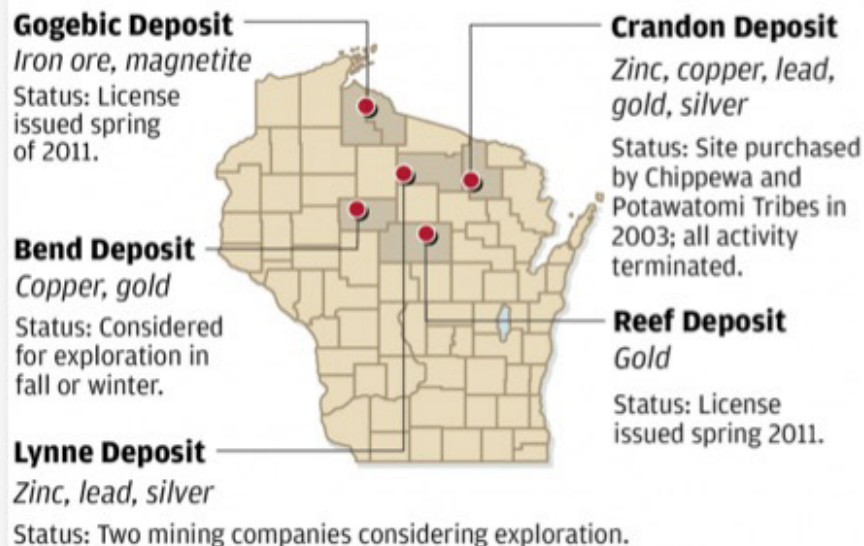 Gogebic Deposit
Iron ore, magnetite
Status: License
issued spring
of 2011.
Crandon Deposit
Zinc, copper, lead,
gold, silver
Status: Site purchased
by Chippewa and
Potawatomi Tribes in
2003; all activity
terminated.
Bend Deposit
Copper, gold
Status: Considered
for exploration in
fall or winter.
Reef Deposit
Gold
Status: License
issued spring 2011.
Lynne Deposit
Zinc, lead, silver
Status: Two mining companies considering exploration.